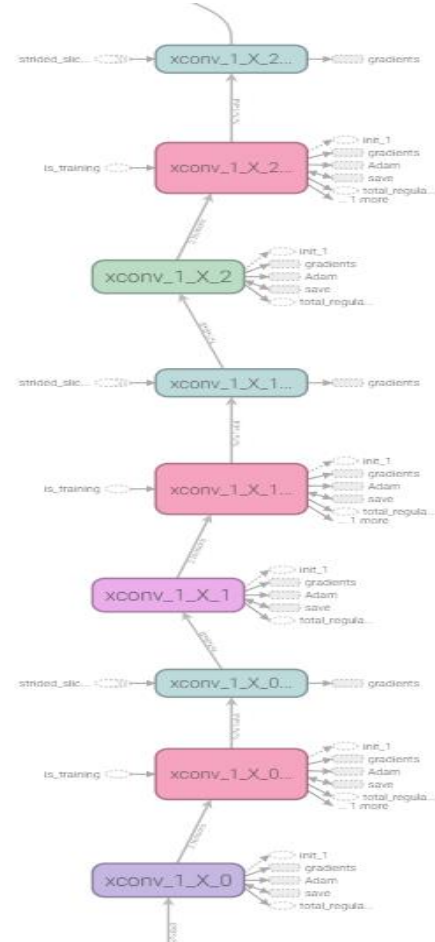 strided_slic... xconv_1_X_2... gradients
init_1
gradients
is_training xconv_1_X_2... Adam
save
total_regula...
... 1 more
init_1
gradients
xconv_1_X_2 Adam
save
total_regula...
strided_slic... xconv_1_X_1... gradients
init_1
gradients
is_training xconv_1_X_1... Adam
save
total_regula...
... 1 more
init_1
gradients
xconv_1_X_1 Adam
save
total_regula...
strided_slic... xconv_1_X_0... gradients
init_1
gradients
is_training xconv_1_X_0... Adam
save
total_regula...
... 1 more
init_1
gradients
xconv_1_X_0 Adam
save
total_regula...